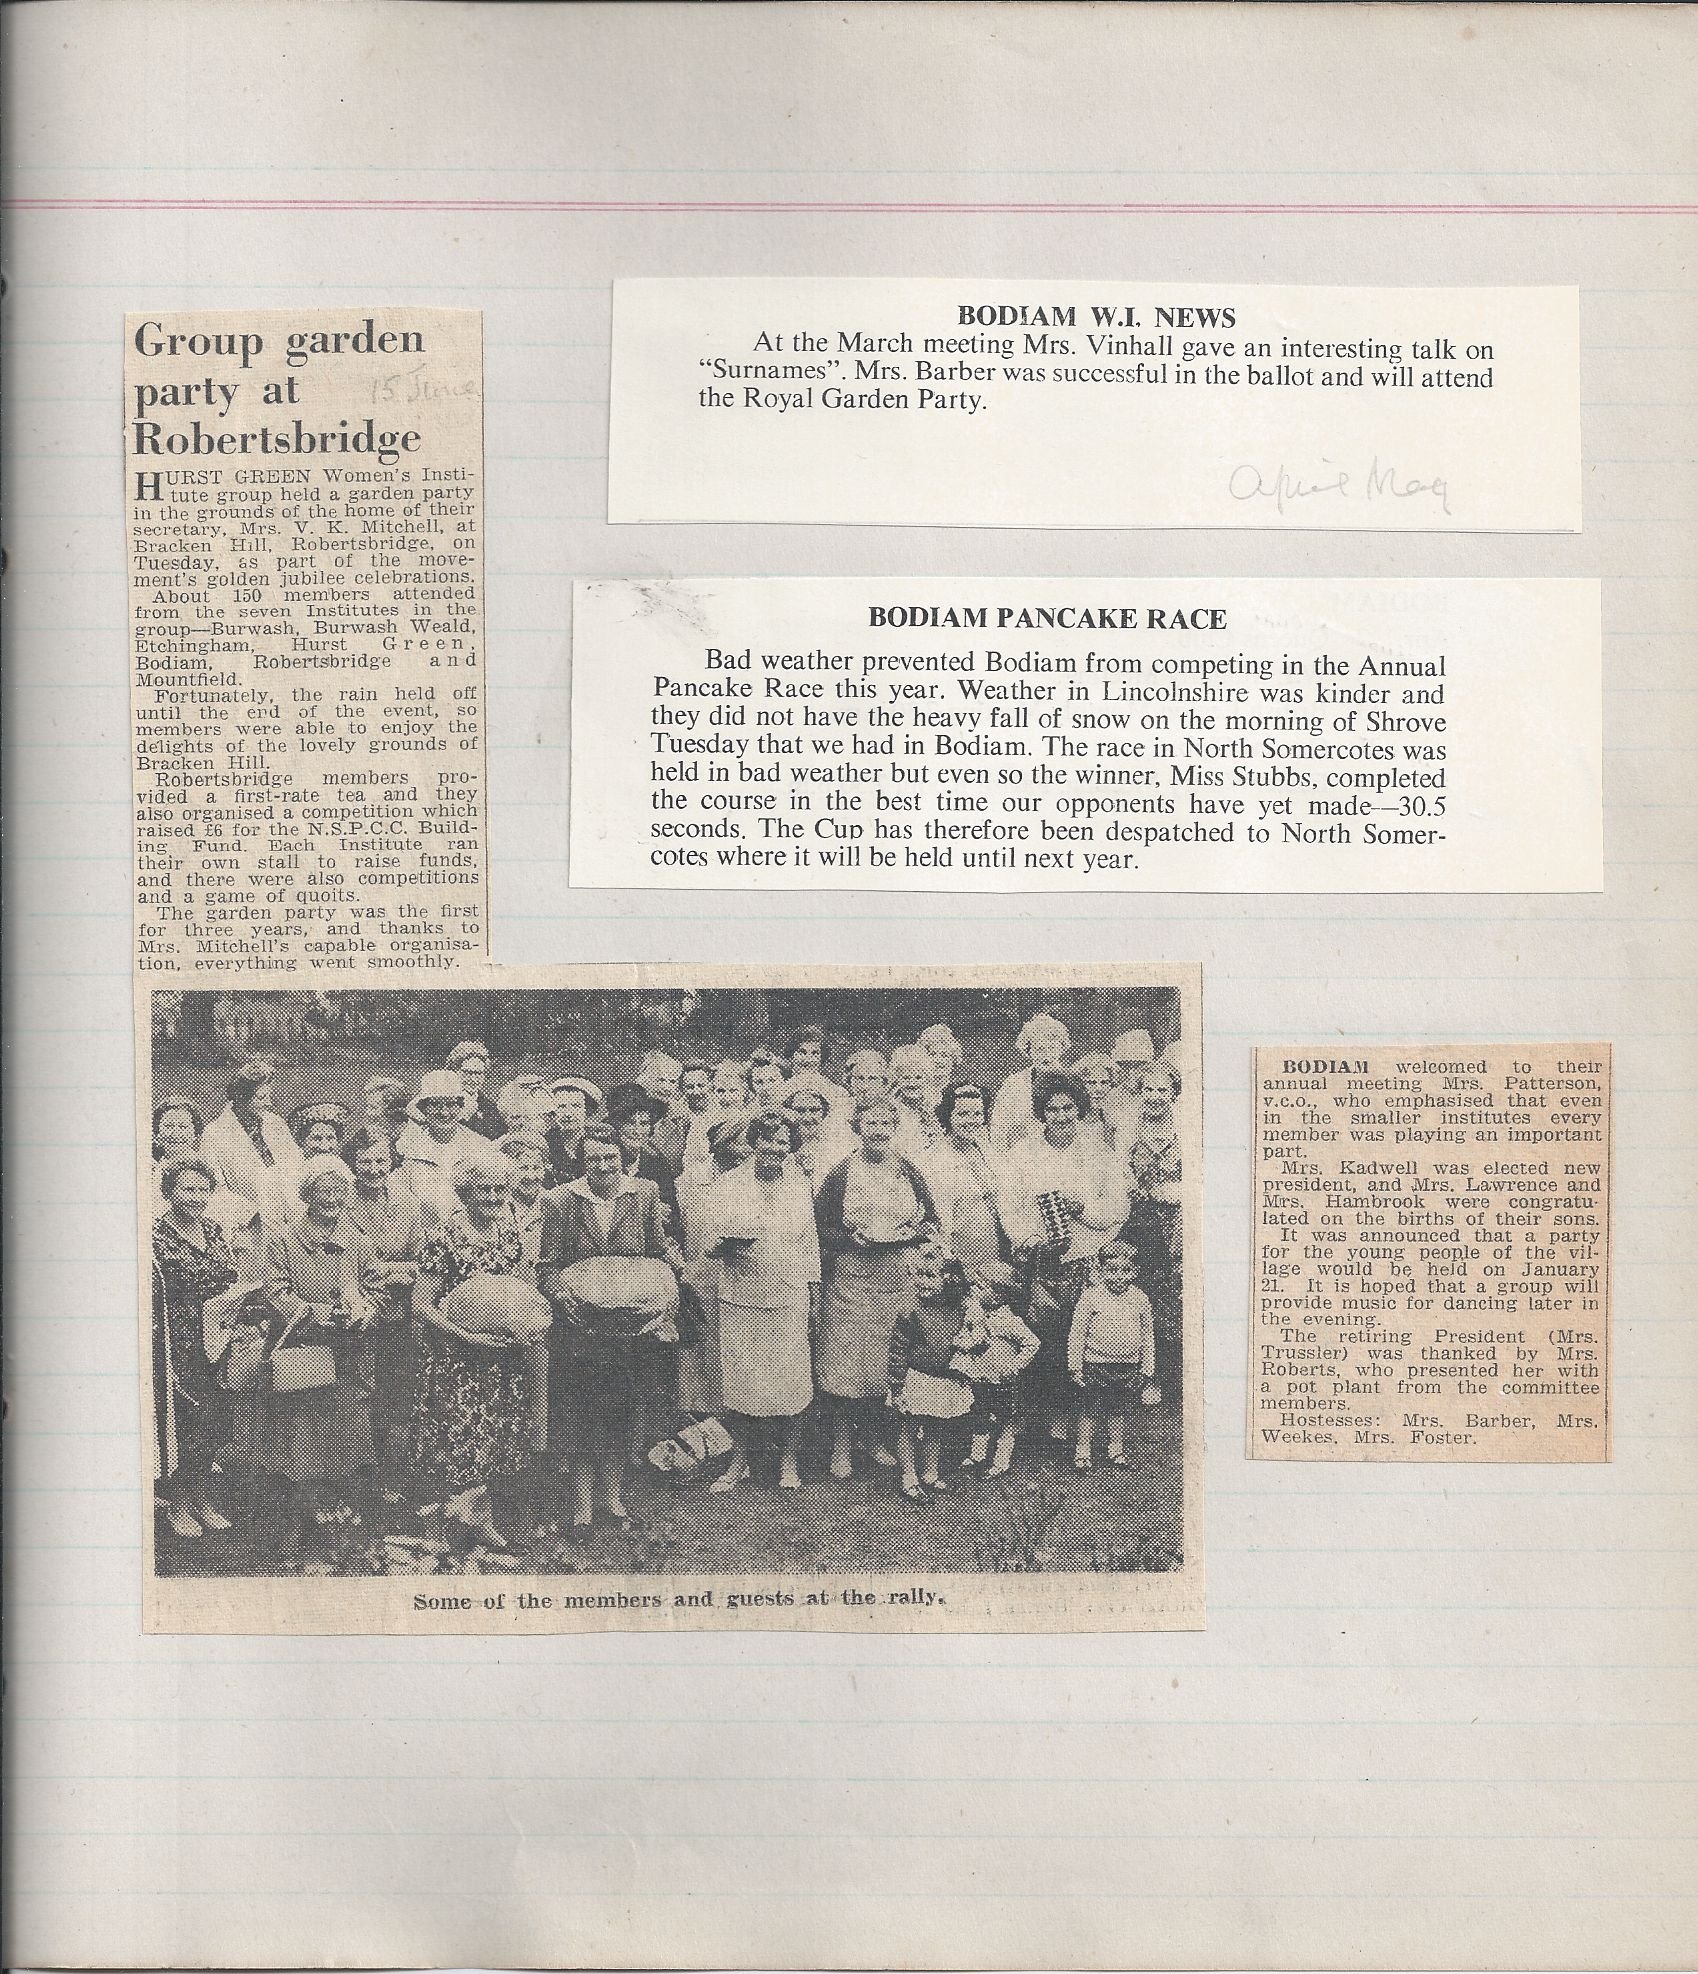 Group garden
party at
15 June
Robertsbridge
HURST GREEN Women's Insti-
tute group held a garden party
in the grounds of the home of their
secretary, Mrs. V. K. Mitchell, at
Bracken Hill, Robertsbridge, on
Tuesday, as part of the move-
ment's golden jubilee celebrations.
About 150 members attended
from the seven Institutes in the
group—Burwash, Burwash Weald,
Etchingham, Hurst Green,
Bodiam, Robertsbridge and
Mountfield.
Fortunately, the rain held off
until the end of the event, so
members were able to enjoy the
delights of the lovely grounds of
Bracken Hill.
Robertsbridge members pro-
vided a first-rate tea and they
also organised a competition which
raised £6 for the N.S.P.C.C. Build-
ing Fund. Each Institute ran
their own stall to raise funds,
and there were also competitions
and a game of quoits.
The garden party was the first
for three years, and thanks to
Mrs. Mitchell's capable organisa-
tion, everything went smoothly.
Some of the members and guests at the rally.
BODIAM W.I. NEWS
At the March meeting Mrs. Vinhall gave an interesting talk on
“Surnames”. Mrs. Barber was successful in the ballot and will attend
the Royal Garden Party.
April May
BODIAM PANCAKE RACE
Bad weather prevented Bodiam from competing in the Annual
Pancake Race this year. Weather in Lincolnshire was kinder and
they did not have the heavy fall of snow on the morning of Shrove
Tuesday that we had in Bodiam. The race in North Somercotes was
held in bad weather but even so the winner, Miss Stubbs, completed
the course in the best time our opponents have yet made—30.5
seconds. The Cup has therefore been despatched to North Somer-
cotes where it will be held until next year.
BODIAM welcomed to their
annual meeting Mrs. Patterson,
v.c.o., who emphasised that even
in the smaller institutes every
member was playing an important
part.
Mrs. Kadwell was elected new
president, and Mrs. Lawrence and
Mrs. Hambrook were congratu-
lated on the births of their sons.
It was announced that a party
for the young people of the vil-
lage would be held on January
21. It is hoped that a group will
provide music for dancing later in
the evening.
The retiring President (Mrs.
Trussler) was thanked by Mrs.
Roberts, who presented her with
a pot plant from the committee
members.
Hostesses: Mrs. Barber, Mrs.
Weekes, Mrs. Foster.